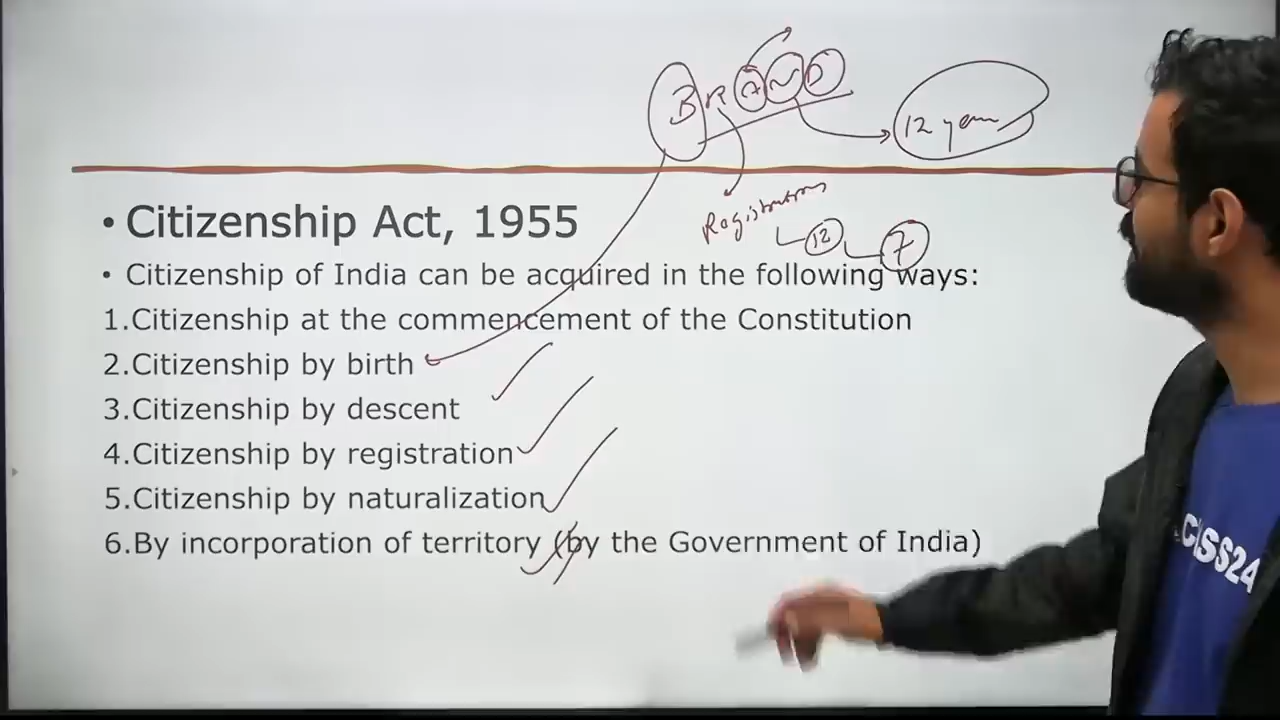 BRAND
12 years
Registration
12 7
• Citizenship Act, 1955
• Citizenship of India can be acquired in the following ways:
1.Citizenship at the commencement of the Constitution
2.Citizenship by birth
3.Citizenship by descent
4.Citizenship by registration
5.Citizenship by naturalization
6.By incorporation of territory (by the Government of India)
CLASS24